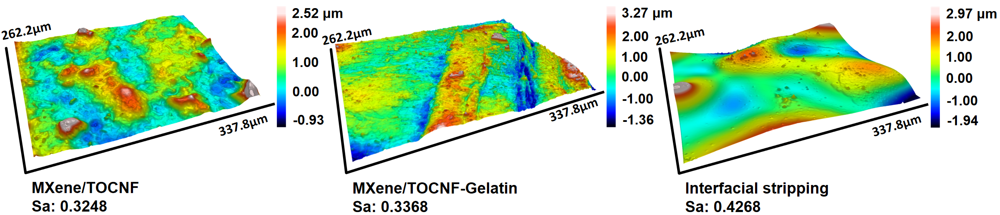 262.2μm
337.8μm
2.52 μm
2.00
1.00
0.00
-0.93
MXene/TOCNF
Sa: 0.3248
262.2μm
337.8μm
3.27 μm
2.00
1.00
0.00
-1.00
-1.36
MXene/TOCNF-Gelatin
Sa: 0.3368
262.2μm
337.8μm
2.97 μm
2.00
1.00
0.00
-1.00
-1.94
Interfacial stripping
Sa: 0.4268